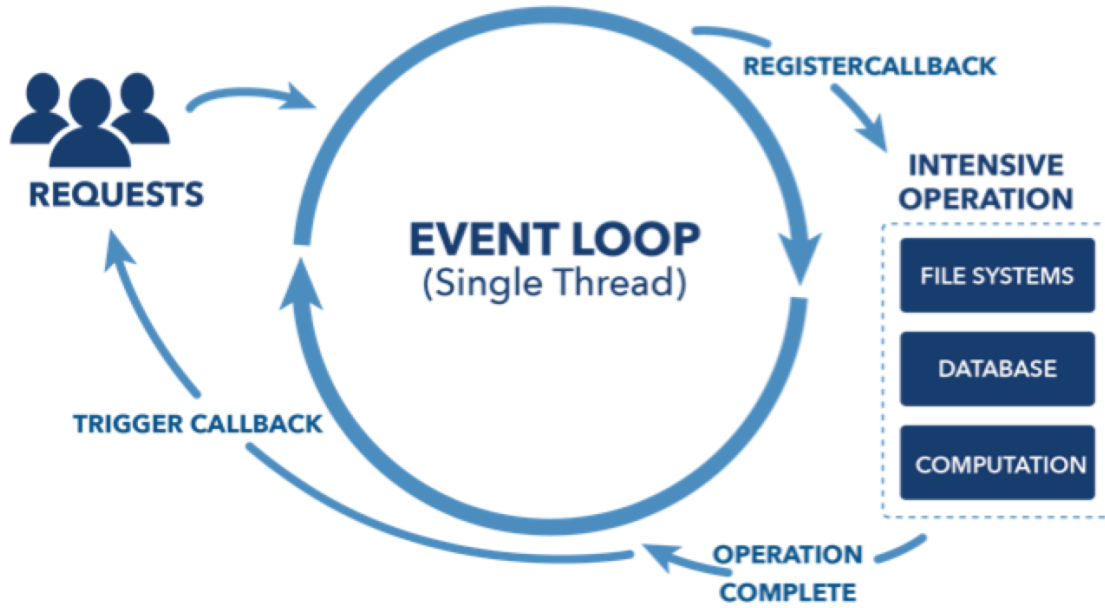 REGISTERCALLBACK
REQUESTS
INTENSIVE
OPERATION
EVENT LOOP
(Single Thread)
FILE SYSTEMS
DATABASE
COMPUTATION
TRIGGER CALLBACK
OPERATION
COMPLETE